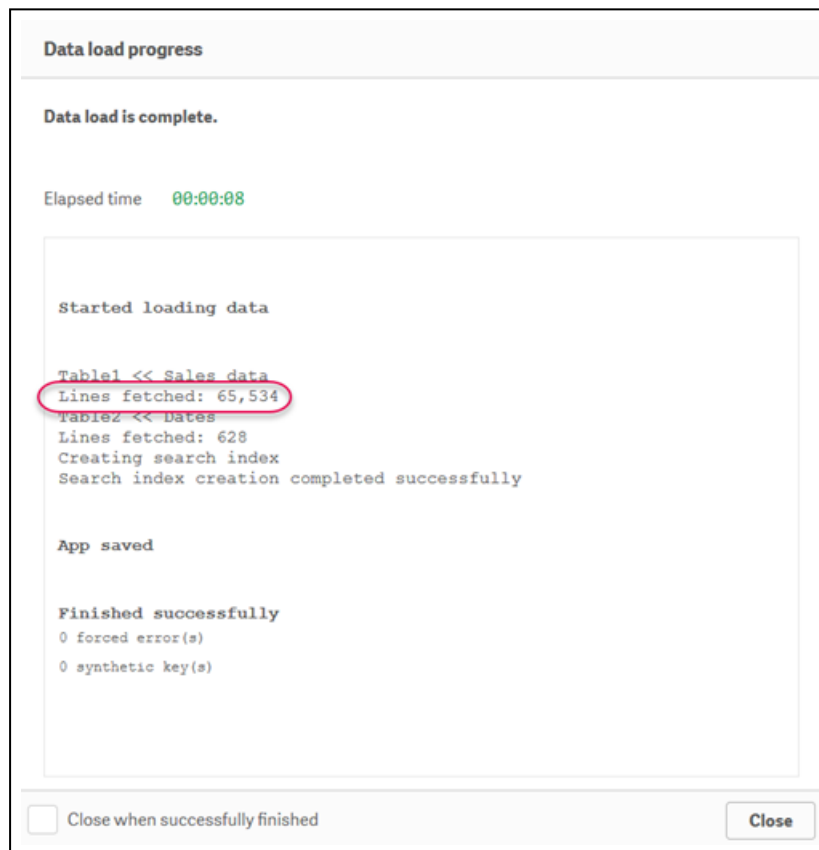 Data load progress
Data load is complete.
Elapsed time 00:00:08
Started loading data
Table1 << Sales data
Lines fetched: 65,534
Table2 << Dates
Lines fetched: 628
Creating search index
Search index creation completed successfully
App saved
Finished successfully
0 forced error(s)
0 synthetic key(s)
Close when successfully finished
Close